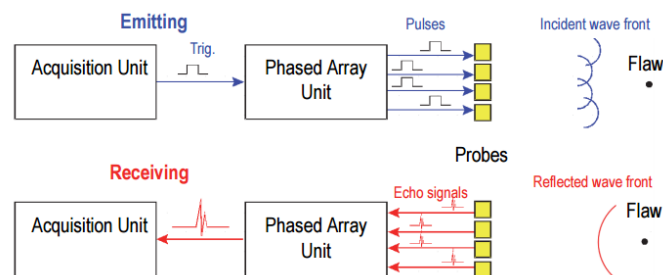 Emitting
Pulses
Incident wave front
Trig.
Acquisition Unit
Phased Array
Unit
Flaw
Probes
Receiving
Echo signals
Reflected wave front
Acquisition Unit
Phased Array
Unit
Flaw